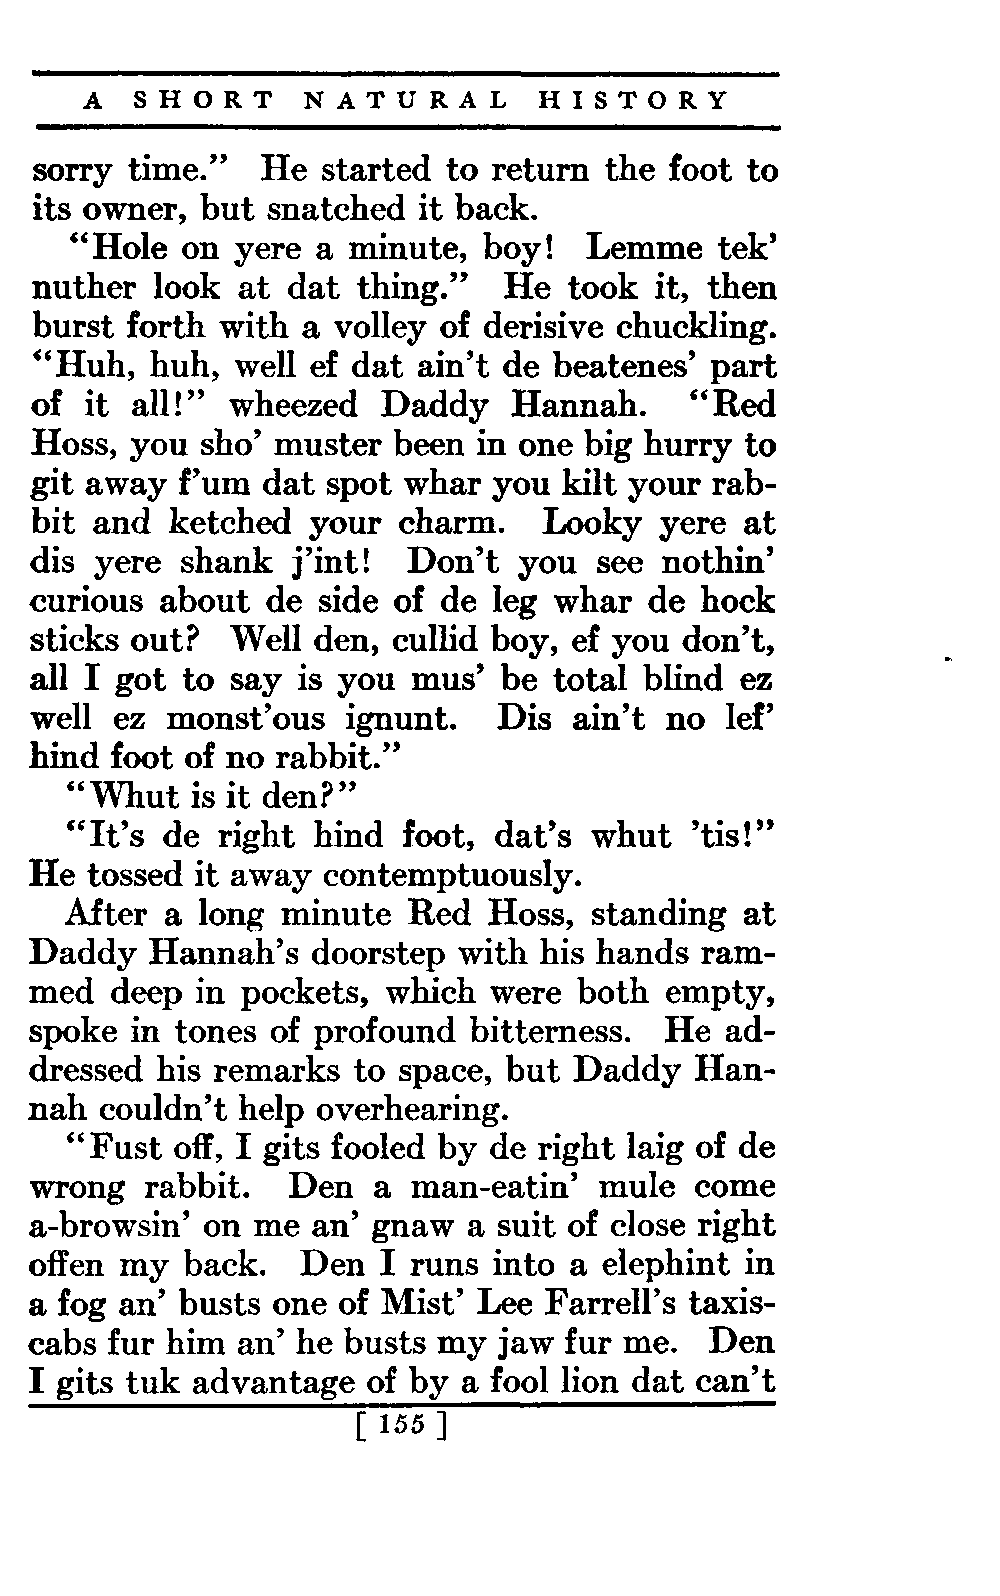 A SHORT NATURAL HISTORY
sorry time." He started to return the foot to
its owner, but snatched it back.
"Hole on yere a minute, boy! Lemme tek'
nuther look at dat thing." He took it, then
burst forth with a volley of derisive chuckling.
"Huh, huh, well ef dat ain't de beatenes' part
of it all!" wheezed Daddy Hannah. "Red
Hoss, you sho' muster been in one big hurry to
git away f'um dat spot whar you kilt your rab-
bit and ketched your charm. Looky yere at
dis yere shank j'int! Don't you see nothin'
curious about de side of de leg whar de hock
sticks out? Well den, cullid boy, ef you don't,
all I got to say is you mus' be total blind ez
well ez monst'ous ignunt. Dis ain't no lef'
hind foot of no rabbit."
"Whut is it den?"
"It's de right hind foot, dat's whut 'tis!"
He tossed it away contemptuously.
After a long minute Red Hoss, standing at
Daddy Hannah's doorstep with his hands ram-
med deep in pockets, which were both empty,
spoke in tones of profound bitterness. He ad-
dressed his remarks to space, but Daddy Han-
nah couldn't help overhearing.
"Fust off, I gits fooled by de right laig of de
wrong rabbit. Den a man-eatin' mule come
a-browsin' on me an' gnaw a suit of close right
offen my back. Den I runs into a elephint in
a fog an' busts one of Mist' Lee Farrell's taxis-
cabs fur him an' he busts my jaw fur me. Den
I gits tuk advantage of by a fool lion dat can't
[ 155 ]